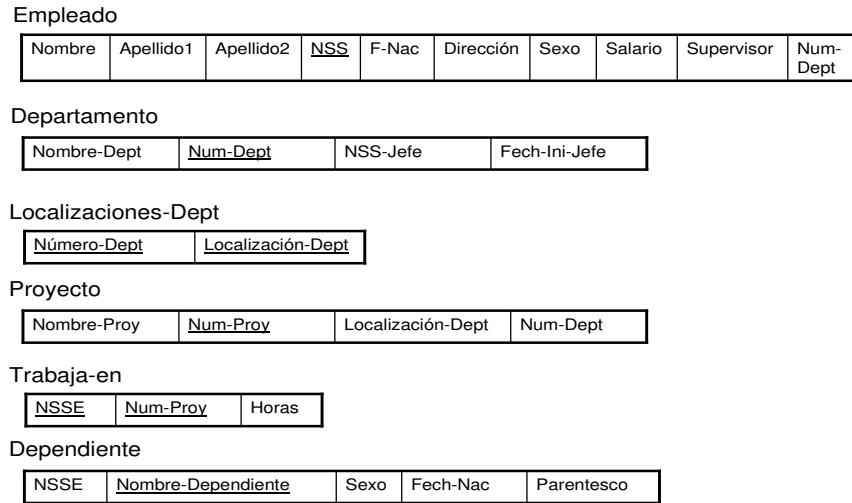 Empleado
Nombre Apellido1 Apellido2 NSS F-Nac Dirección Sexo Salario Supervisor Num-
Dept
Departamento
Nombre-Dept Num-Dept NSS-Jefe Fech-Ini-Jefe
Localizaciones-Dept
Número-Dept Localización-Dept
Proyecto
Nombre-Proy Num-Proy Localización-Dept Num-Dept
Trabaja-en
NSSE Num-Proy Horas
Dependiente
NSSE Nombre-Dependiente Sexo Fech-Nac Parentesco